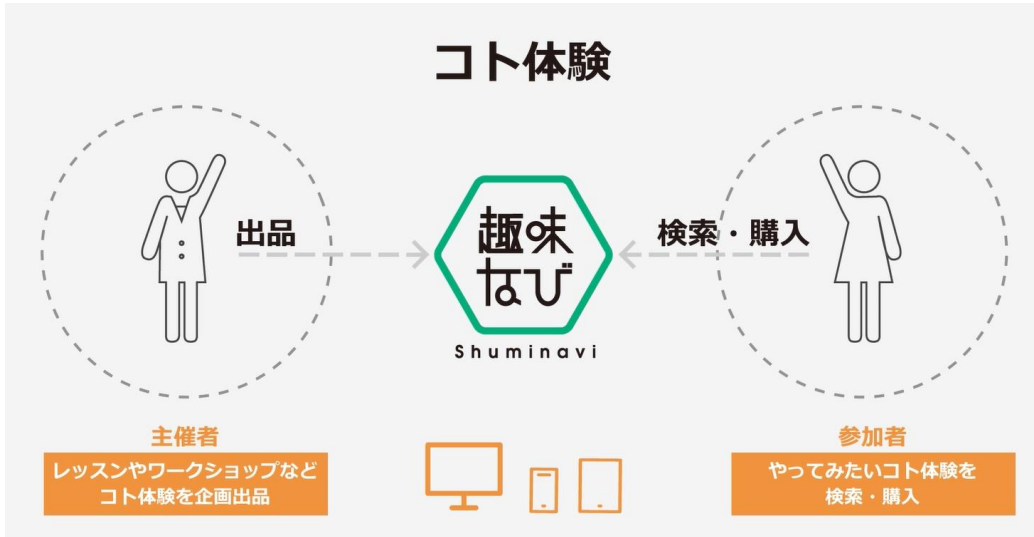 コト体験
出品
検索・購入
趣味
なび
Shuminavi
主催者
レッスンやワークショップなど
コト体験を企画出品
参加者
やってみたいコト体験を
検索・購入